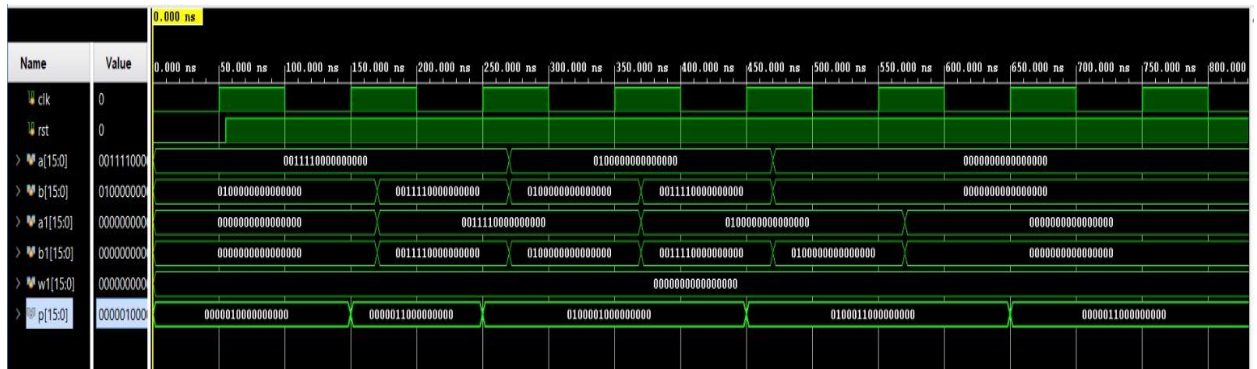 0.000 ns
Name Value 0.000 ns 50.000 ns 100.000 ns 150.000 ns 200.000 ns 250.000 ns 300.000 ns 350.000 ns 400.000 ns 450.000 ns 500.000 ns 550.000 ns 600.000 ns 650.000 ns 700.000 ns 750.000 ns 800.000
clk 0
rst 0
a[15:0] 001111000 0011110000000000 0100000000000000 0000000000000000
b[15:0] 010000000 0100000000000000 0011110000000000 0100000000000000 0011110000000000 0000000000000000
a1[15:0] 000000000 0000000000000000 0011110000000000 0100000000000000 0000000000000000
b1[15:0] 000000000 0000000000000000 0011110000000000 0100000000000000 0011110000000000 0100000000000000 0000000000000000
w1[15:0] 000000000 0000000000000000
p[15:0] 000001000 0000010000000000 0000011000000000 0100001000000000 0100011000000000 0000011000000000